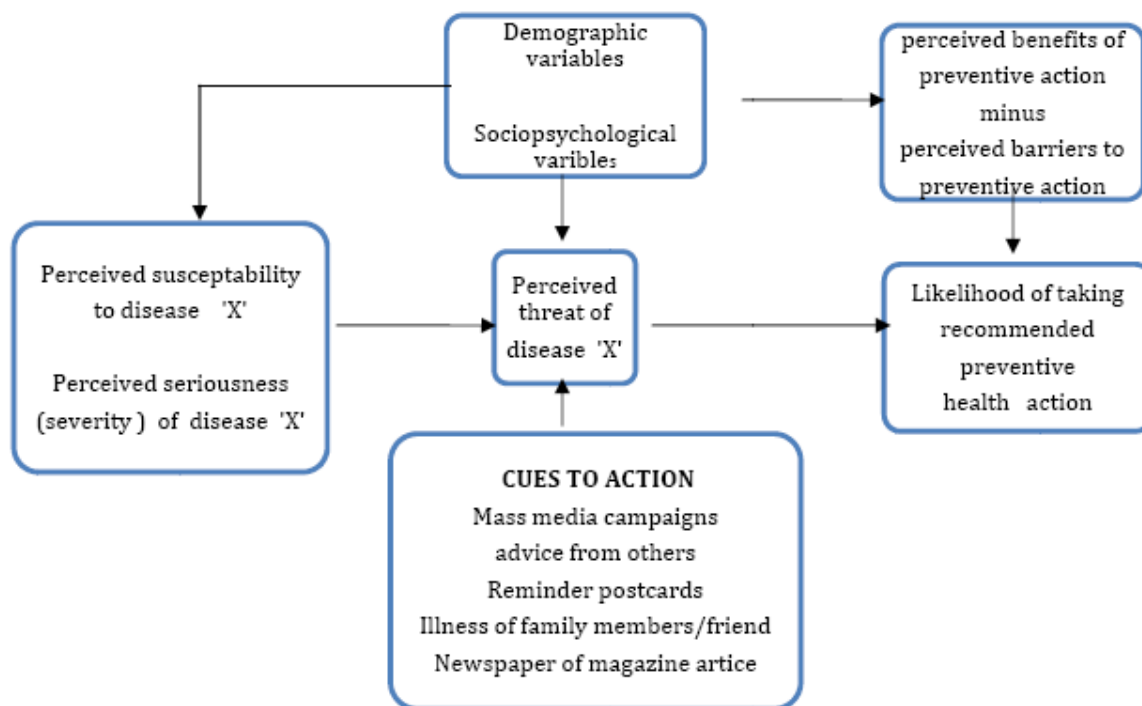 Demographic
variables
Sociopsychological
varibles
perceived benefits of
preventive action
minus
perceived barriers to
preventive action
Perceived susceptability
to disease 'X'
Perceived seriousness
(severity ) of disease 'X'
Perceived
threat of
disease 'X'
Likelihood of taking
recommended
preventive
health action
CUES TO ACTION
Mass media campaigns
advice from others
Reminder postcards
Illness of family members/friend
Newspaper of magazine artice